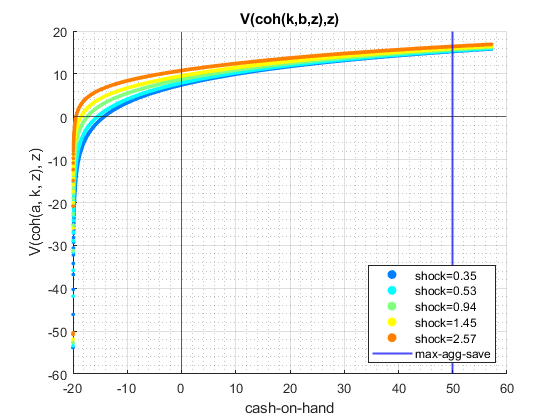 V(coh(k,b,z),z)
20
10
0
-10
-20
-30
-40
-50
-60
V(coh(a, k, z), z)
shock=0.35
shock=0.53
shock=0.94
shock=1.45
shock=2.57
max-agg-save
-20 -10 0 10 20 30 40 50 60
cash-on-hand